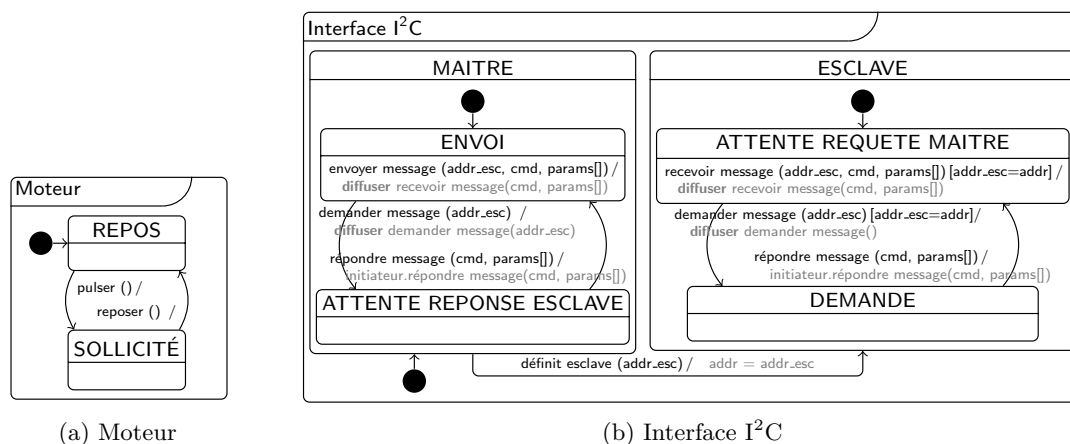 Moteur
REPOS
pulser () /
reposer () /
SOLLICITÉ
(a) Moteur
Interface I²C
MAITRE
ENVOI
envoyer message (addr_esc, cmd, params[]) /
diffuser recevoir message(cmd, params[])
demander message (addr_esc) /
diffuser demander message(addr_esc)
répondre message (cmd, params[]) /
initiateur.répondre message(cmd, params[])
ATTENTE REPONSE ESCLAVE
ESCLAVE
ATTENTE REQUETE MAITRE
recevoir message (addr_esc, cmd, params[]) [addr_esc=addr] /
diffuser recevoir message(cmd, params[])
demander message (addr_esc) [addr_esc=addr]/
diffuser demander message()
répondre message (cmd, params[]) /
initiateur.répondre message(cmd, params[])
DEMANDE
définit esclave (addr_esc) / addr = addr_esc
(b) Interface I²C